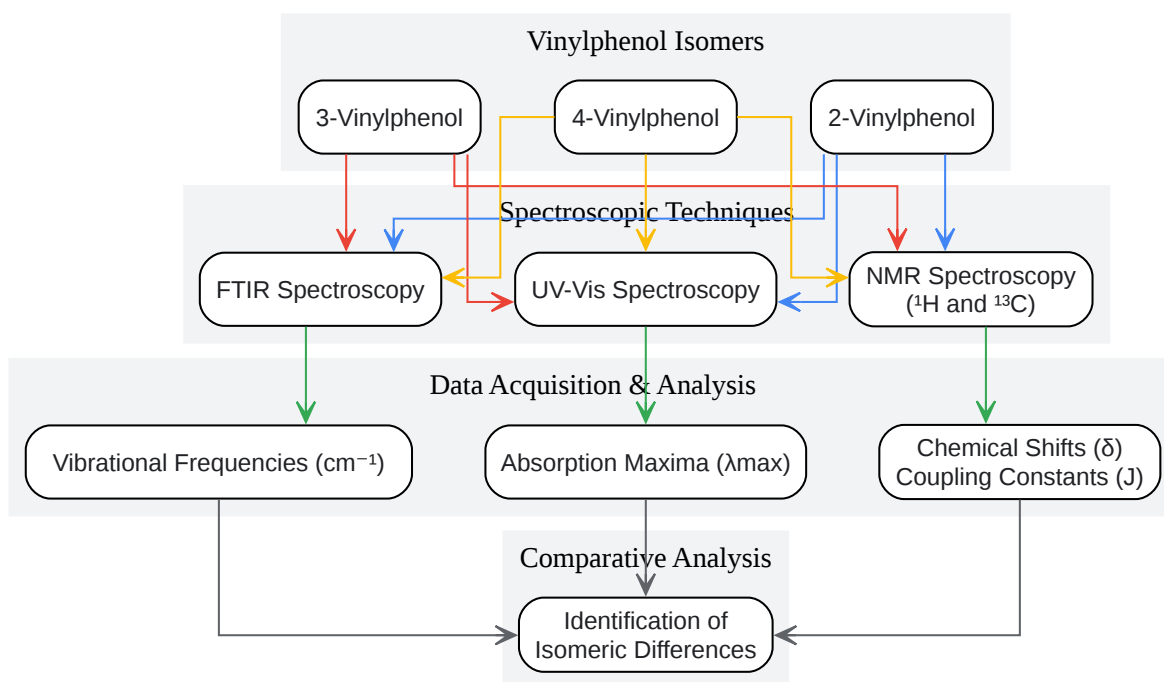 Vinylphenol Isomers
3-Vinylphenol
4-Vinylphenol
2-Vinylphenol
Spectroscopic Techniques
FTIR Spectroscopy
UV-Vis Spectroscopy
NMR Spectroscopy
(¹H and ¹³C)
Data Acquisition & Analysis
Vibrational Frequencies (cm⁻¹)
Absorption Maxima (λmax)
Chemical Shifts (δ)
Coupling Constants (J)
Comparative Analysis
Identification of
Isomeric Differences